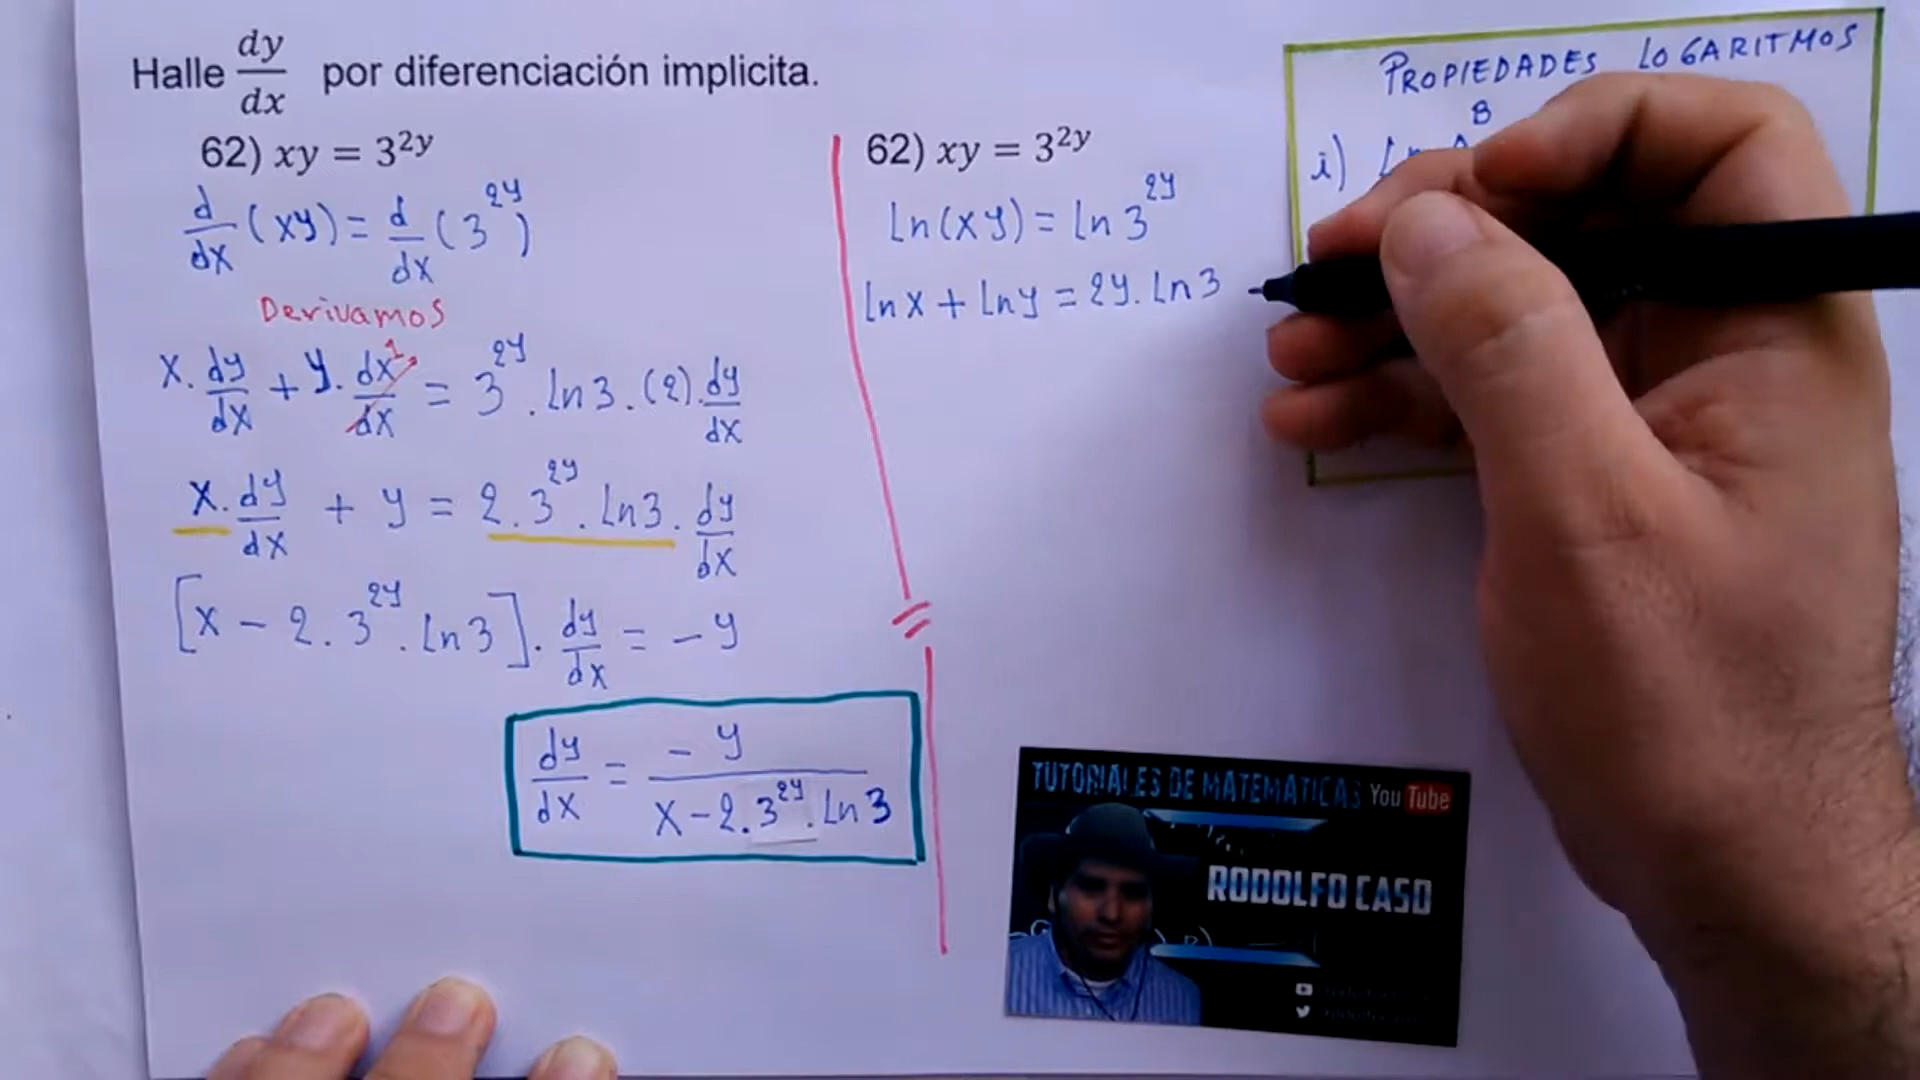 Halle dy/dx por diferenciación implicita.
62) xy = 3^{2y}
d/dx (xy) = d/dx (3^{2y})
Derivamos
x. dy/dx + y. dx/dx ^1 = 3^{2y} . Ln3 . (2). dy/dx
x. dy/dx + y = 2.3^{2y} . Ln3. dy/dx
[x - 2.3^{2y} . Ln3]. dy/dx = - y
dy/dx = - y / x-2.3^{2y}.Ln3
62) xy = 3^{2y}
Ln(xy) = Ln 3^{2y}
Lnx + Lny = 2y. Ln3
PROPIEDADES LOGARITMOS
i)
B
TUTORIALES DE MATEMATICAS YouTube
RODOLFO CASO